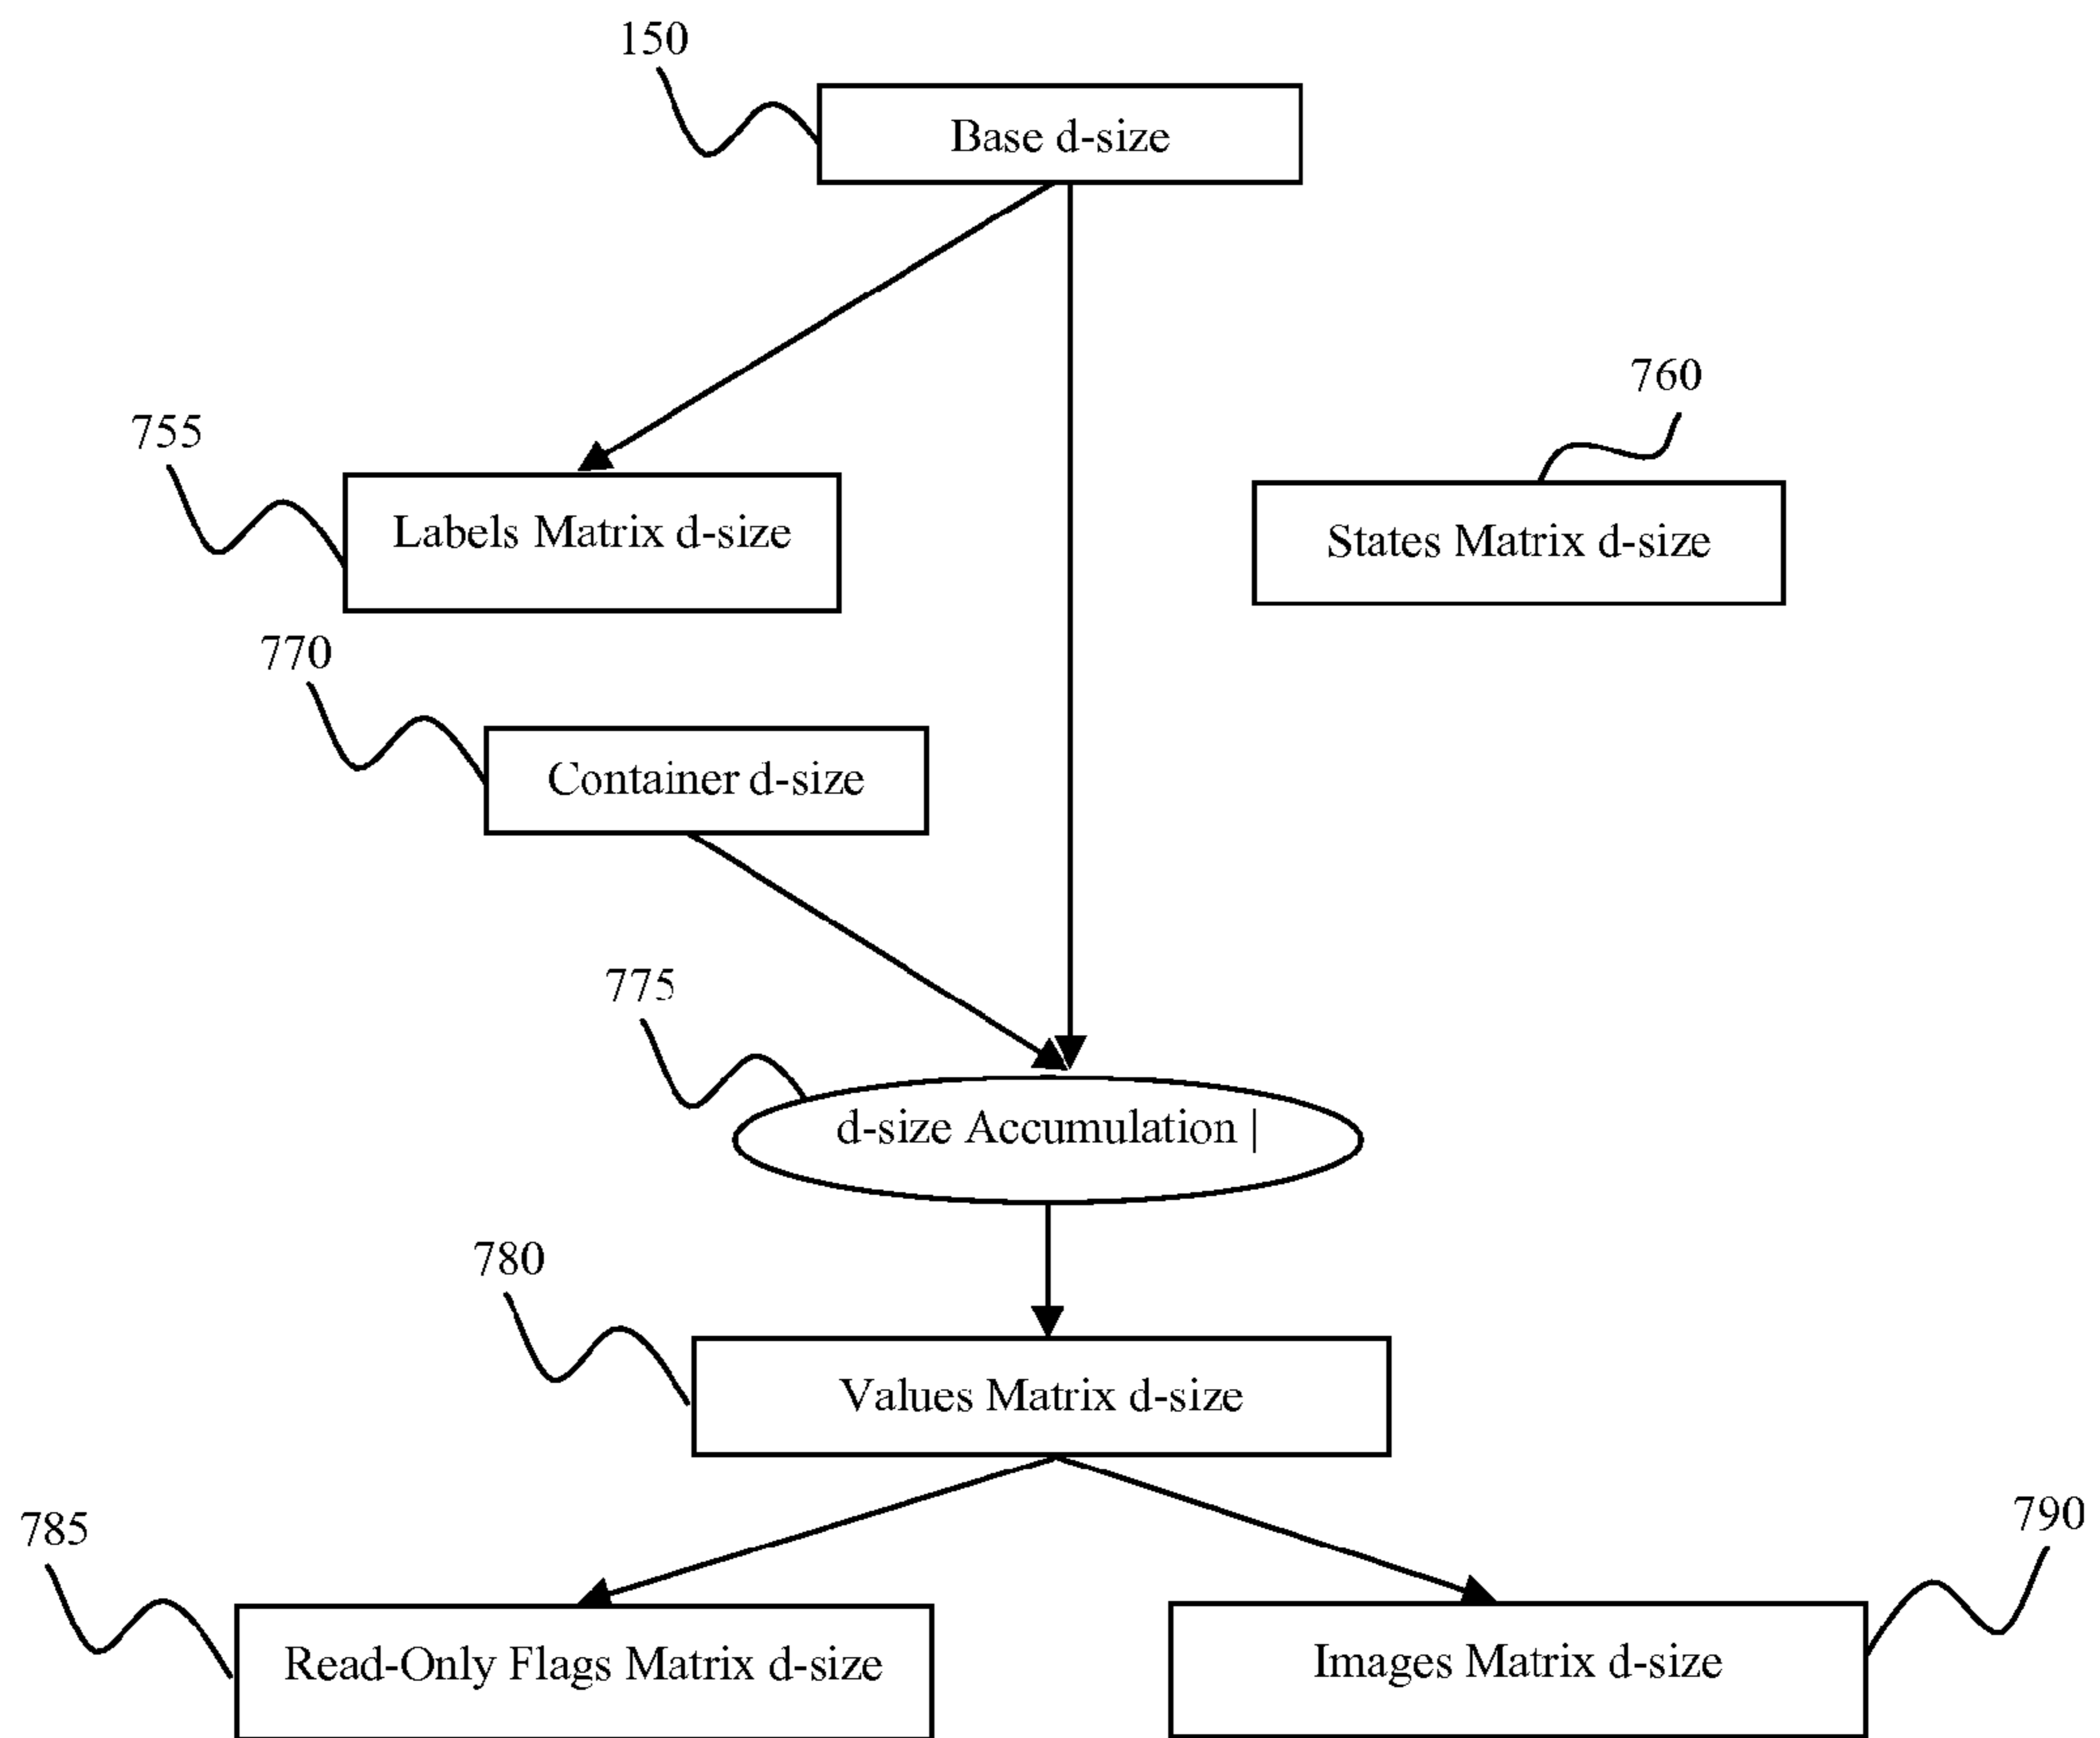 150
Base d-size
760
755
Labels Matrix d-size
States Matrix d-size
770
Container d-size
775
d-size Accumulation |
780
Values Matrix d-size
785
790
Read-Only Flags Matrix d-size
Images Matrix d-size